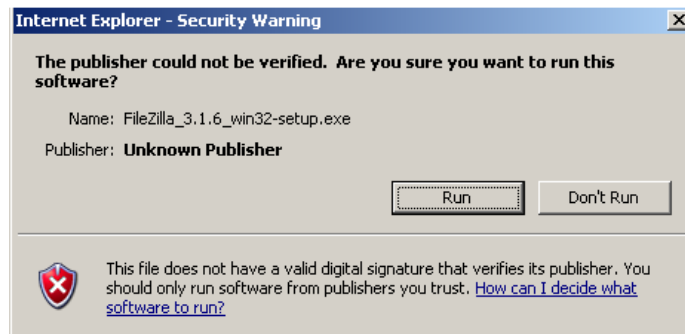 Internet Explorer - Security Warning
The publisher could not be verified. Are you sure you want to run this
software?
Name: FileZilla_3.1.6_win32-setup.exe
Publisher: Unknown Publisher
Run Don't Run
This file does not have a valid digital signature that verifies its publisher. You
should only run software from publishers you trust. How can I decide what
software to run?